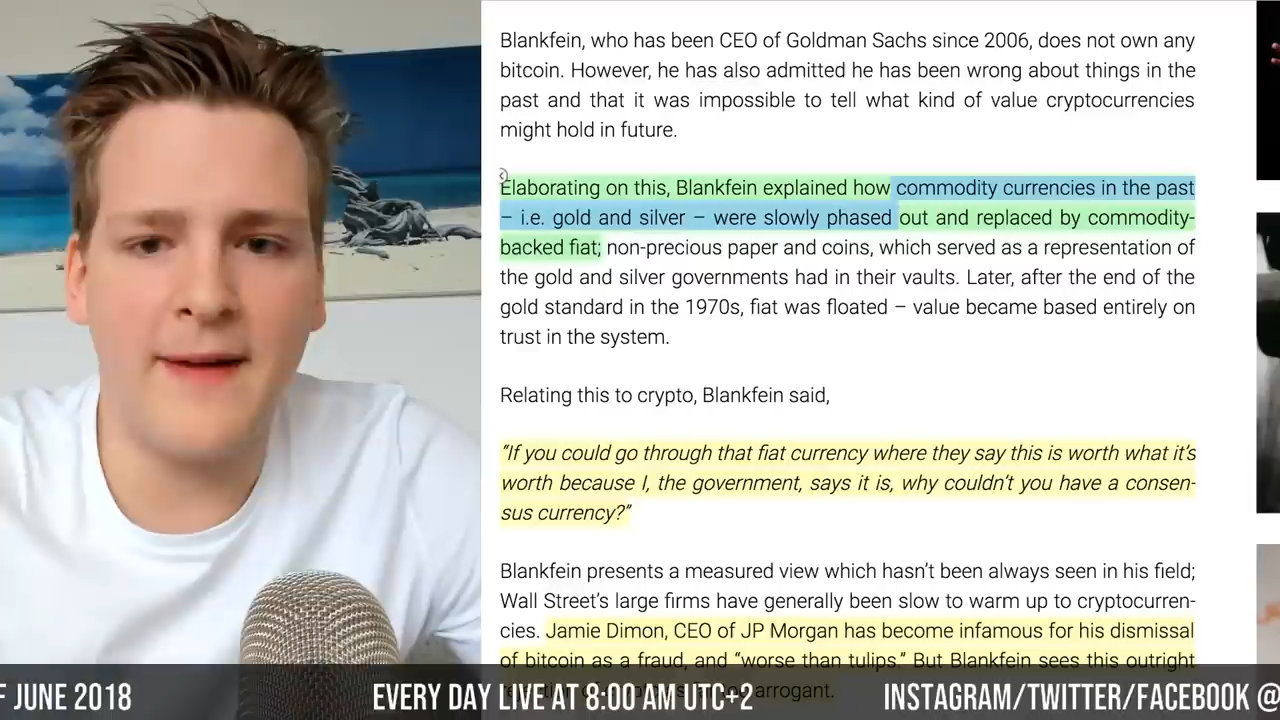 Blankfein, who has been CEO of Goldman Sachs since 2006, does not own any
bitcoin. However, he has also admitted he has been wrong about things in the
past and that it was impossible to tell what kind of value cryptocurrencies
might hold in future.
Elaborating on this, Blankfein explained how commodity currencies in the past
– i.e. gold and silver – were slowly phased out and replaced by commodity-
backed fiat; non-precious paper and coins, which served as a representation of
the gold and silver governments had in their vaults. Later, after the end of the
gold standard in the 1970s, fiat was floated – value became based entirely on
trust in the system.
Relating this to crypto, Blankfein said,
“If you could go through that fiat currency where they say this is worth what it’s
worth because I, the government, says it is, why couldn’t you have a consen-
sus currency?”
Blankfein presents a measured view which hasn’t been always seen in his field;
Wall Street’s large firms have generally been slow to warm up to cryptocurren-
cies. Jamie Dimon, CEO of JP Morgan has become infamous for his dismissal
of bitcoin as a fraud, and “worse than tulips.” But Blankfein sees this outright
arrogant.
F JUNE 2018 EVERY DAY LIVE AT 8:00 AM UTC+2 INSTAGRAM/TWITTER/FACEBOOK @